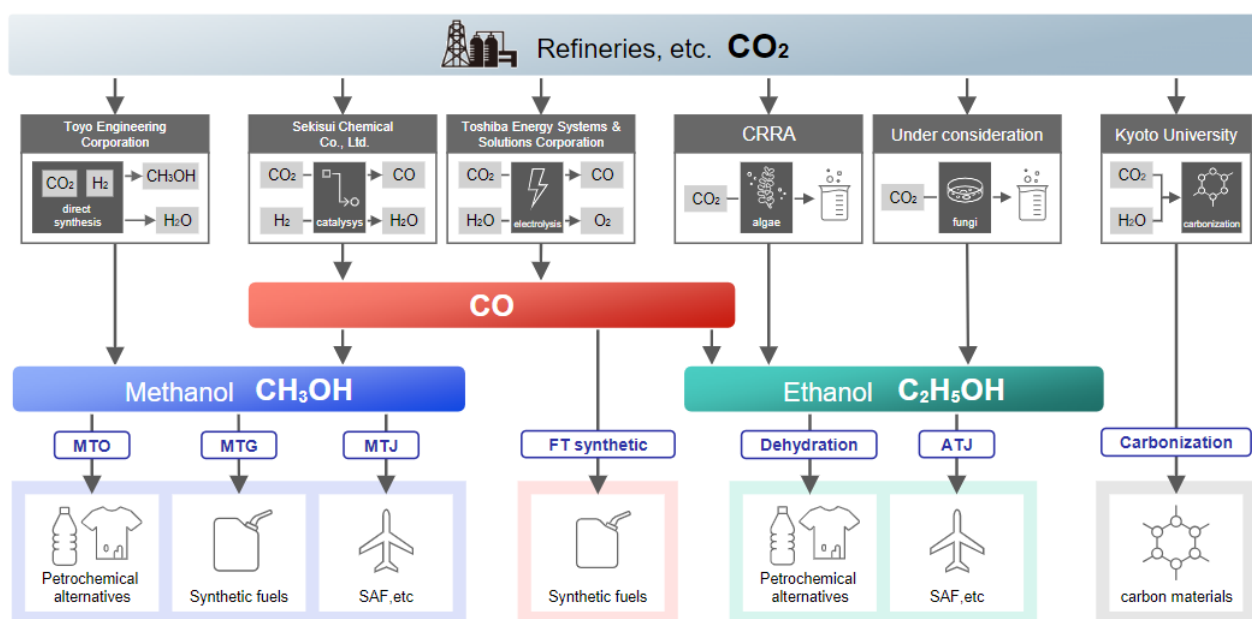 Refineries, etc. CO₂
Toyo Engineering
Corporation
CO₂
H₂
direct
synthesis
CH₃OH
H₂O
Sekisui Chemical
Co., Ltd.
CO₂
CO
H₂
catalysys
H₂O
Toshiba Energy Systems &
Solutions Corporation
CO₂
CO
H₂O
electrolysis
O₂
CRRA
CO₂
algae
Under consideration
CO₂
fungi
Kyoto University
CO₂
H₂O
carbonization
CO
Methanol CH₃OH
Ethanol C₂H₅OH
MTO
MTG
MTJ
FT synthetic
Dehydration
ATJ
Carbonization
Petrochemical
alternatives
Synthetic fuels
SAF,etc
Synthetic fuels
Petrochemical
alternatives
SAF,etc
carbon materials